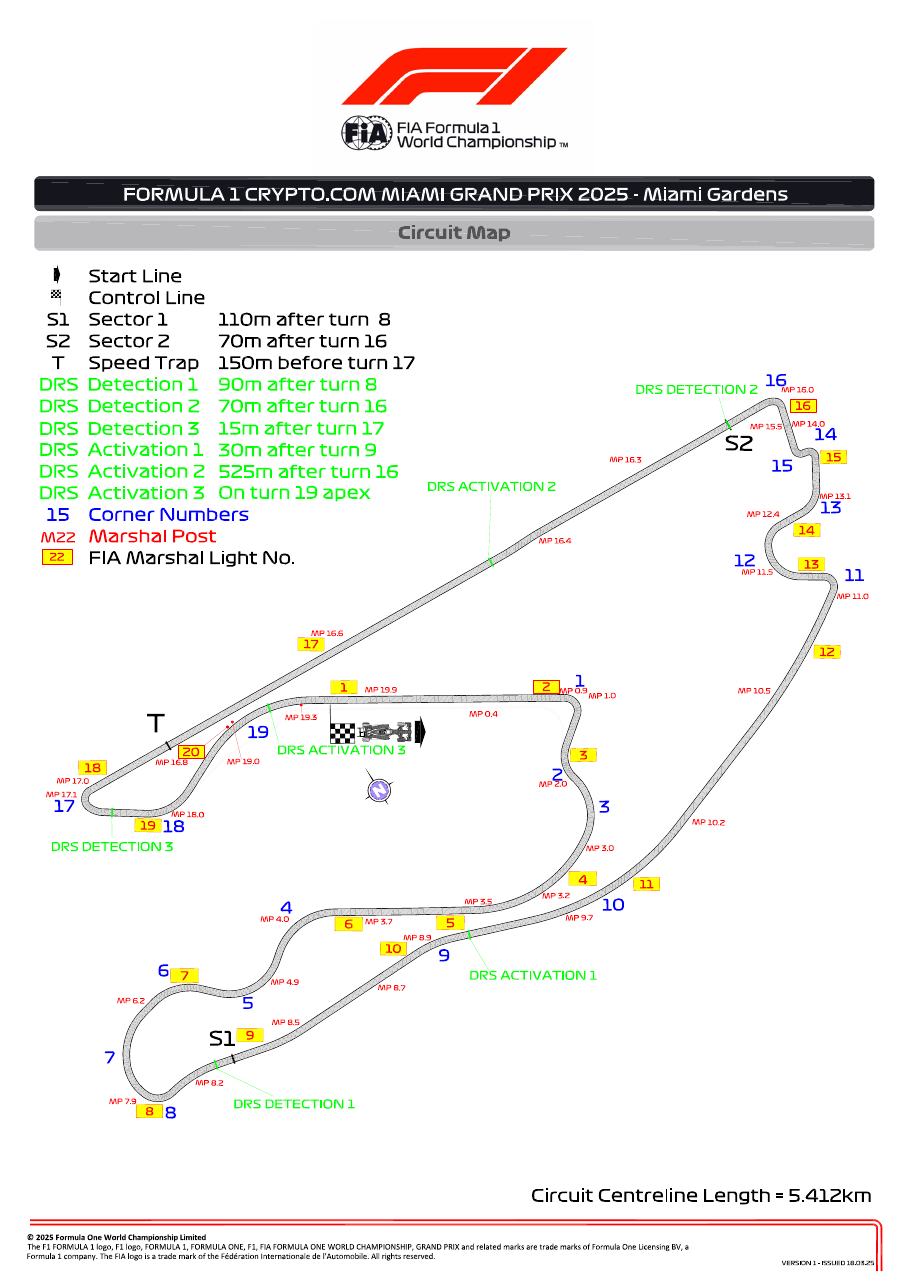 FIA FIA Formula 1
World Championship™
FORMULA 1 CRYPTO.COM MIAMI GRAND PRIX 2025 - Miami Gardens
Circuit Map
Start Line
Control Line
S1 Sector 1 110m after turn 8
S2 Sector 2 70m after turn 16
T Speed Trap 150m before turn 17
DRS Detection 1 90m after turn 8
DRS Detection 2 70m after turn 16
DRS Detection 3 15m after turn 17
DRS Activation 1 30m after turn 9
DRS Activation 2 525m after turn 16
DRS Activation 3 On turn 19 apex
15 Corner Numbers
M22 Marshal Post
22 FIA Marshal Light No.
16
DRS DETECTION 2
MP 16.0
16
MP 15.5
MP 14.0
14
S2
15
15
MP 16.3
DRS ACTIVATION 2
MP 13.1
13
MP 12.4
14
MP 16.4
12
MP 11.5
13
11
MP 11.0
MP 16.6
17
12
1
MP 19.9
2
MP 0.9
1
MP 1.0
MP 10.5
MP 19.3
MP 0.4
T
19
20
DRS ACTIVATION 3
MP 16.8
MP 19.0
3
18
MP 17.0
2
MP 2.0
N
MP 17.1
17
3
MP 18.0
19
18
MP 10.2
DRS DETECTION 3
MP 3.0
4
11
MP 3.2
MP 3.5
10
4
MP 4.0
MP 3.7
6
5
MP 9.7
MP 8.9
10
9
6
7
DRS ACTIVATION 1
MP 4.9
MP 8.7
MP 6.2
5
MP 8.5
S1
9
7
MP 8.2
MP 7.9
8
8
DRS DETECTION 1
Circuit Centreline Length = 5.412km
© 2025 Formula One World Championship Limited
The F1 FORMULA 1 logo, F1 logo, FORMULA 1, FORMULA ONE, F1, FIA FORMULA ONE WORLD CHAMPIONSHIP, GRAND PRIX and related marks are trade marks of Formula One Licensing BV, a
Formula 1 company. The FIA logo is a trade mark of the Fédération Internationale de l'Automobile. All rights reserved.
VERSION 1 - ISSUED 18.03.25